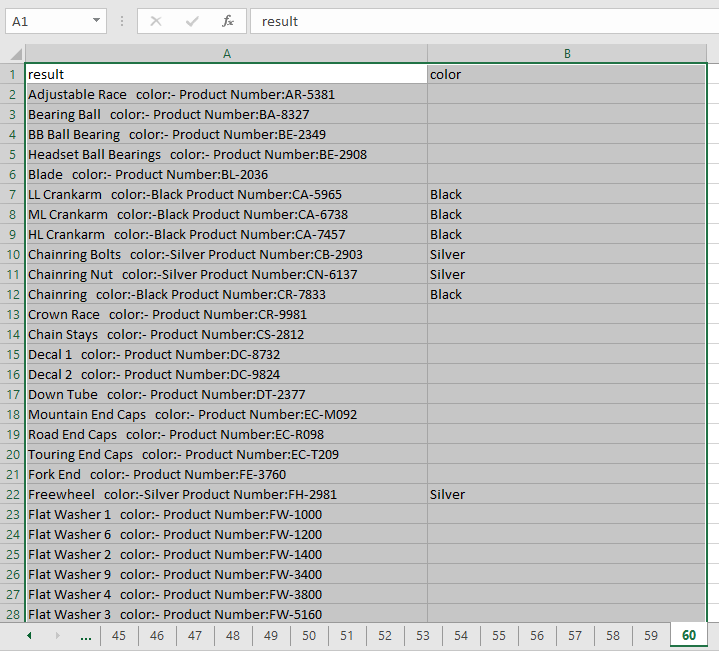 A1 fx result
A B
1 result color
2 Adjustable Race color:- Product Number:AR-5381
3 Bearing Ball color:- Product Number:BA-8327
4 BB Ball Bearing color:- Product Number:BE-2349
5 Headset Ball Bearings color:- Product Number:BE-2908
6 Blade color:- Product Number:BL-2036
7 LL Crankarm color:-Black Product Number:CA-5965 Black
8 ML Crankarm color:-Black Product Number:CA-6738 Black
9 HL Crankarm color:-Black Product Number:CA-7457 Black
10 Chainring Bolts color:-Silver Product Number:CB-2903 Silver
11 Chainring Nut color:-Silver Product Number:CN-6137 Silver
12 Chainring color:-Black Product Number:CR-7833 Black
13 Crown Race color:- Product Number:CR-9981
14 Chain Stays color:- Product Number:CS-2812
15 Decal 1 color:- Product Number:DC-8732
16 Decal 2 color:- Product Number:DC-9824
17 Down Tube color:- Product Number:DT-2377
18 Mountain End Caps color:- Product Number:EC-M092
19 Road End Caps color:- Product Number:EC-R098
20 Touring End Caps color:- Product Number:EC-T209
21 Fork End color:- Product Number:FE-3760
22 Freewheel color:-Silver Product Number:FH-2981 Silver
23 Flat Washer 1 color:- Product Number:FW-1000
24 Flat Washer 6 color:- Product Number:FW-1200
25 Flat Washer 2 color:- Product Number:FW-1400
26 Flat Washer 9 color:- Product Number:FW-3400
27 Flat Washer 4 color:- Product Number:FW-3800
28 Flat Washer 3 color:- Product Number:FW-5160
... 45 46 47 48 49 50 51 52 53 54 55 56 57 58 59 60